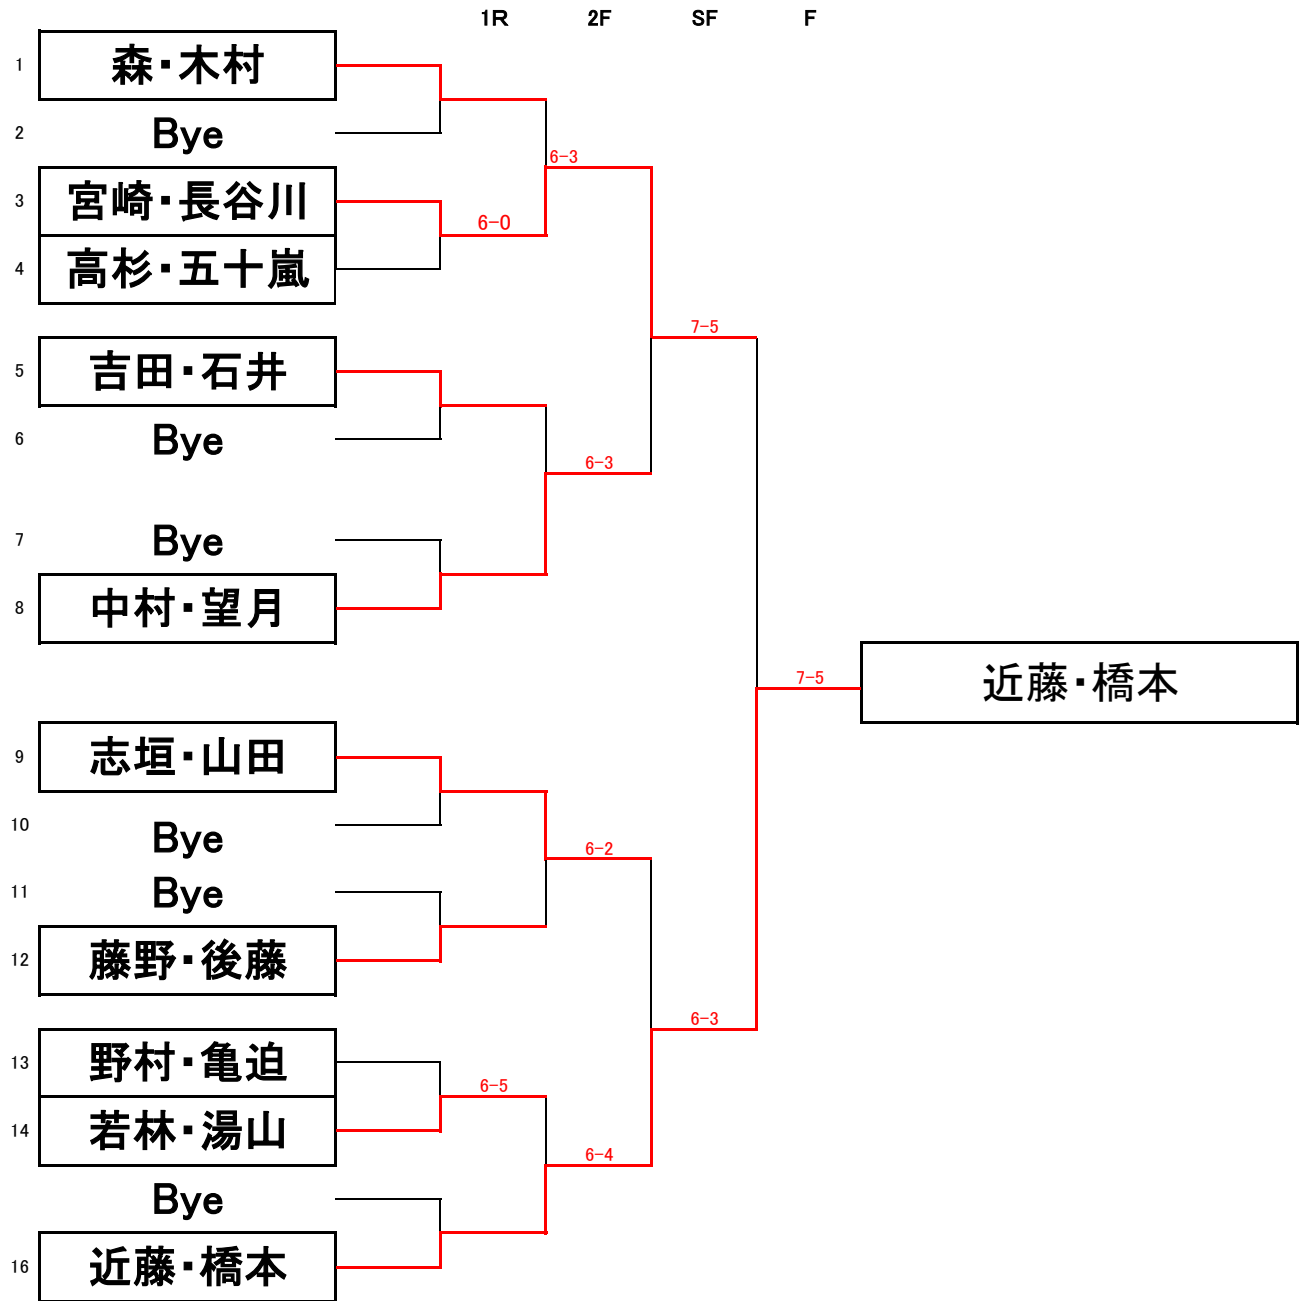 1R 2F SF F
1 森・木村
2 Bye
6-3
3 宮崎・長谷川
6-0
4 高杉・五十嵐
7-5
5 吉田・石井
6 Bye
6-3
7 Bye
8 中村・望月
7-5
近藤・橋本
9 志垣・山田
10 Bye
6-2
11 Bye
12 藤野・後藤
6-3
13 野村・亀迫
6-5
14 若林・湯山
6-4
Bye
16 近藤・橋本